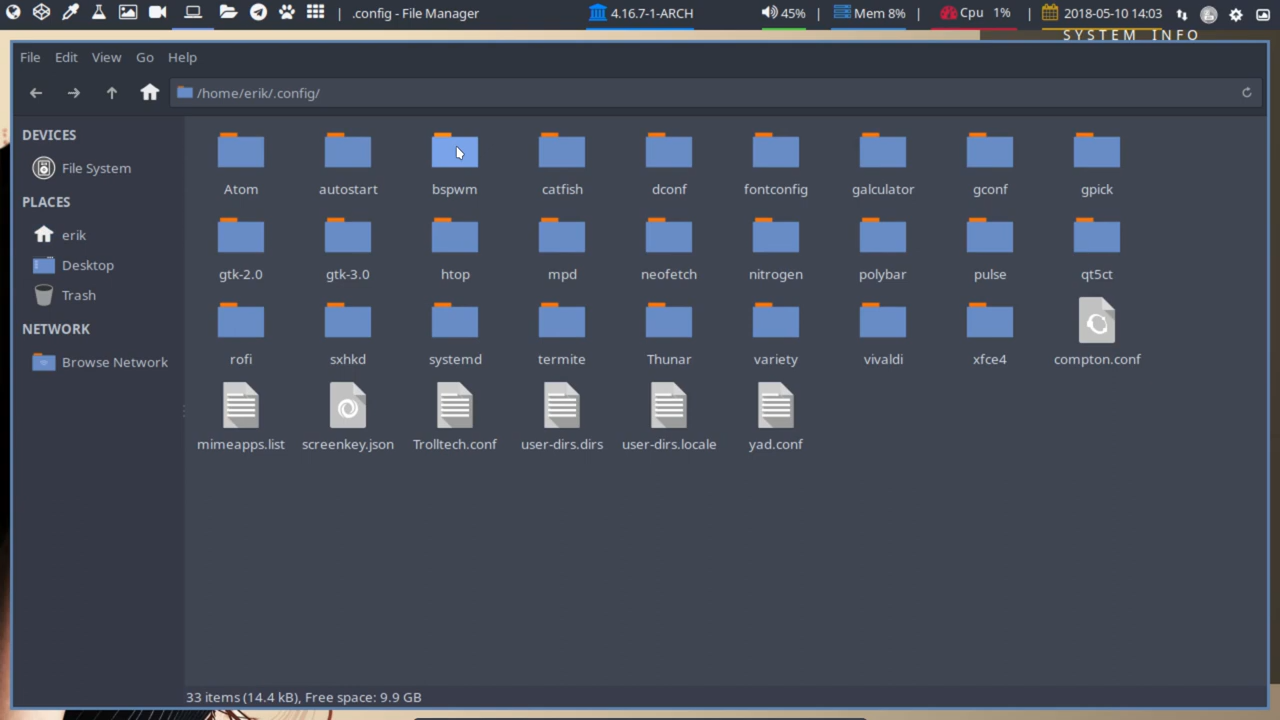 .config - File Manager 4.16.7-1-ARCH 45% | Mem 8% | Cpu 1% | 2018-05-10 14:03
SYSTEM INFO
File Edit View Go Help
/home/erik/.config/
DEVICES
File System
PLACES
erik
Desktop
Trash
NETWORK
Browse Network
Atom autostart bspwm catfish dconf fontconfig galculator gconf gpick
gtk-2.0 gtk-3.0 htop mpd neofetch nitrogen polybar pulse qt5ct
rofi sxhkd systemd termite Thunar variety vivaldi xfce4 compton.conf
mimeapps.list screenkey.json Trolltech.conf user-dirs.dirs user-dirs.locale yad.conf
33 items (14.4 kB), Free space: 9.9 GB